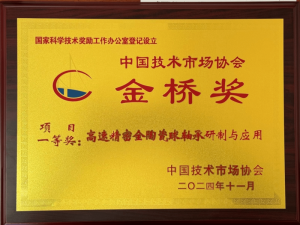 国家科学技术奖励工作办公室登记设立
中国技术市场协会
金桥奖
项目
一等奖：高速精密全陶瓷球轴承研制与应用
中国技术市场协会
二〇二四年十一月